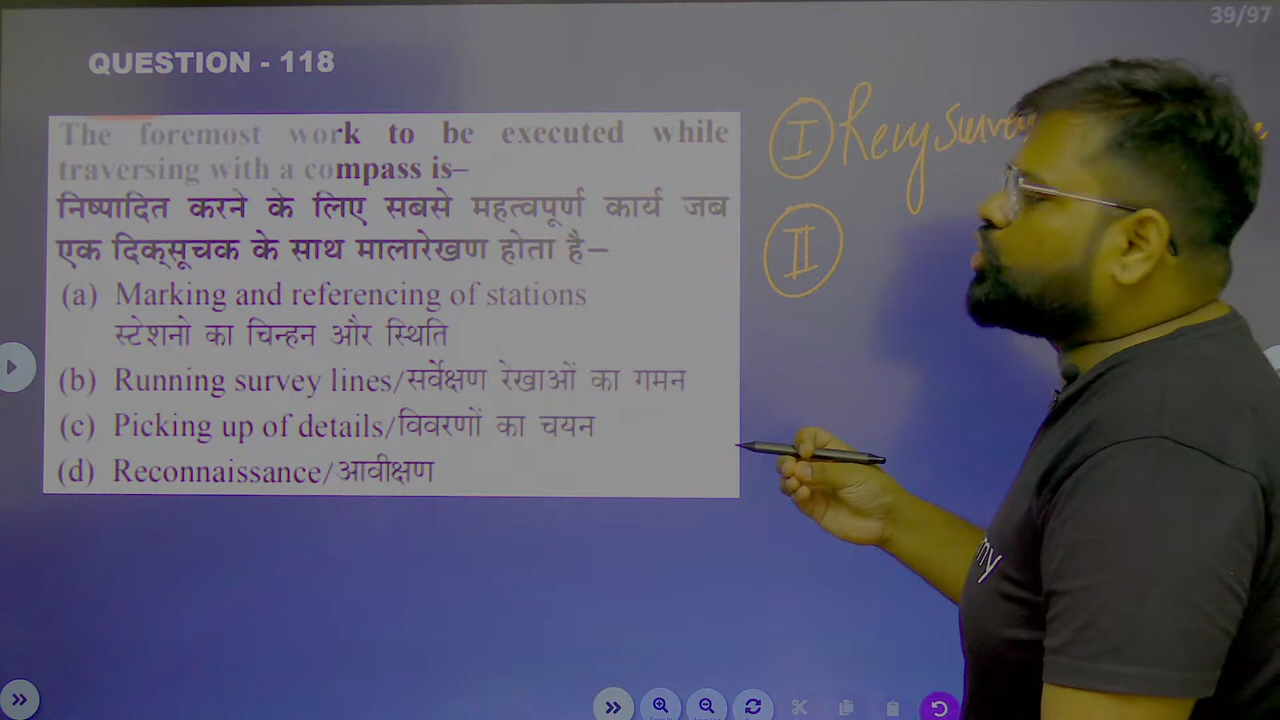 39/97
QUESTION - 118
The foremost work to be executed while
traversing with a compass is–
निष्पादित करने के लिए सबसे महत्वपूर्ण कार्य जब
एक दिक्सूचक के साथ मालारेखण होता है–
(a) Marking and referencing of stations
स्टेशनो का चिन्हन और स्थिति
(b) Running survey lines/सर्वेक्षण रेखाओं का गमन
(c) Picking up of details/विवरणों का चयन
(d) Reconnaissance/आवीक्षण
I
II
my